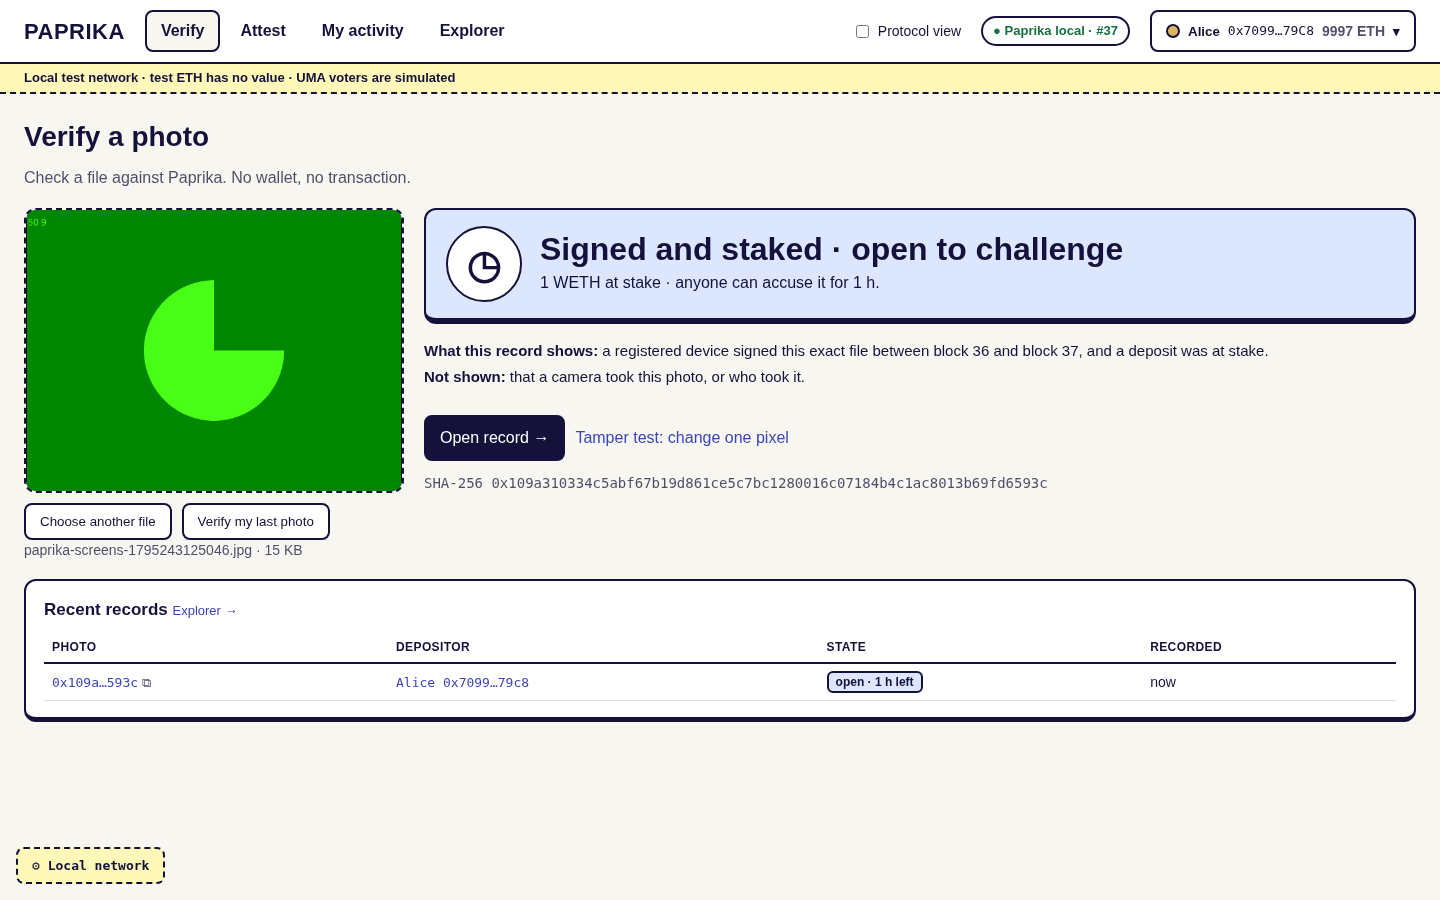 PAPRIKA
Verify
Attest
My activity
Explorer
Protocol view
● Paprika local · #37
Alice 0x7099…79C8 9997 ETH ▾
Local test network · test ETH has no value · UMA voters are simulated
Verify a photo
Check a file against Paprika. No wallet, no transaction.
50 9
Signed and staked · open to challenge
1 WETH at stake · anyone can accuse it for 1 h.
What this record shows: a registered device signed this exact file between block 36 and block 37, and a deposit was at stake.
Not shown: that a camera took this photo, or who took it.
Open record →
Tamper test: change one pixel
SHA-256 0x109a310334c5abf67b19d861ce5c7bc1280016c07184b4c1ac8013b69fd6593c
Choose another file
Verify my last photo
paprika-screens-1795243125046.jpg · 15 KB
Recent records Explorer →
PHOTO DEPOSITOR STATE RECORDED
0x109a…593c ⧉ Alice 0x7099…79c8 open · 1 h left now
⚙ Local network